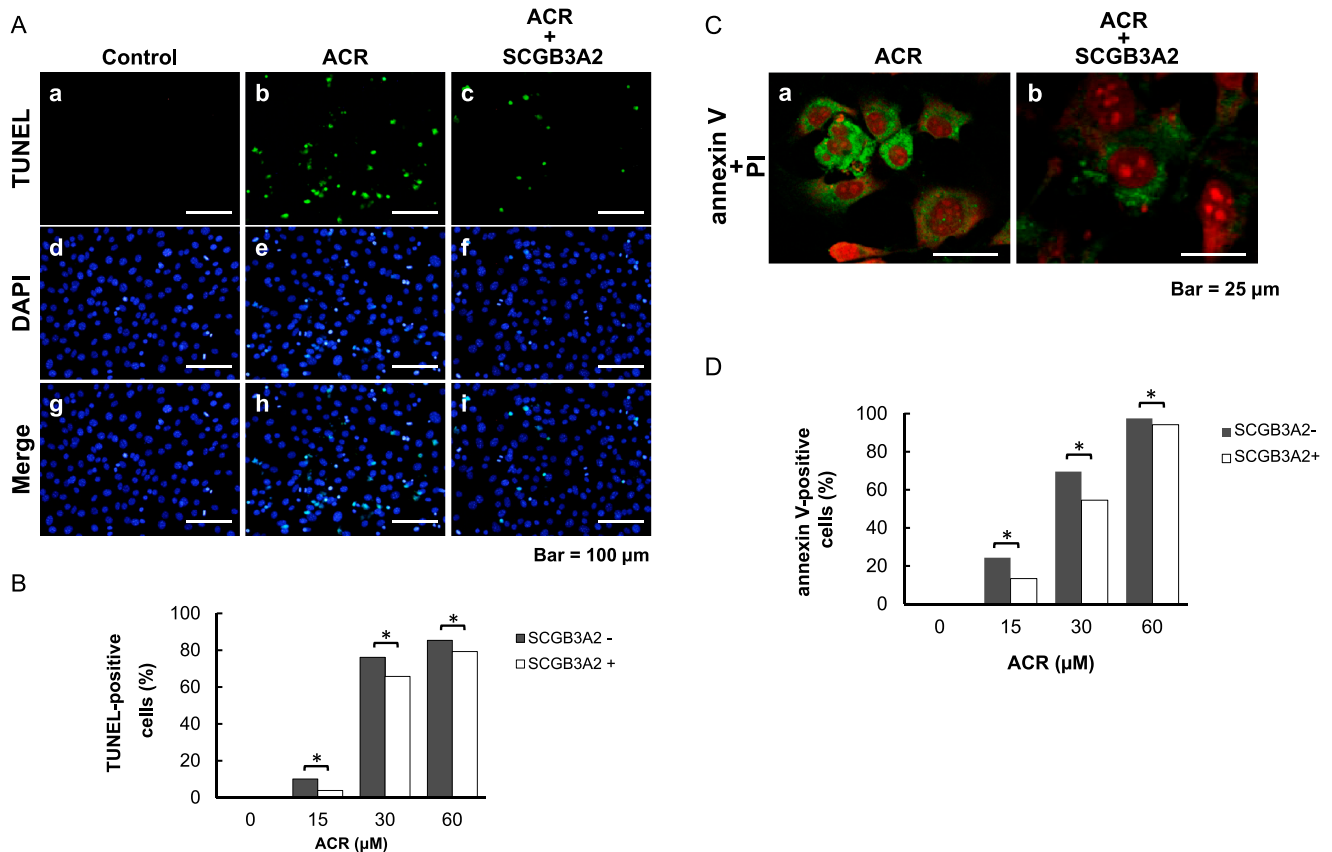 A
Control
ACR
ACR
+
SCGB3A2
TUNEL
a
b
c
DAPI
d
e
f
Merge
g
h
i
Bar = 100 µm
B
TUNEL-positive
cells (%)
100
80
60
40
20
0
*
*
*
SCGB3A2 -
SCGB3A2 +
0 15 30 60
ACR (µM)
C
ACR
ACR
+
SCGB3A2
annexin V
+
PI
a
b
Bar = 25 µm
D
annexin V-positive
cells (%)
100
80
60
40
20
0
*
*
*
SCGB3A2-
SCGB3A2+
0 15 30 60
ACR (µM)